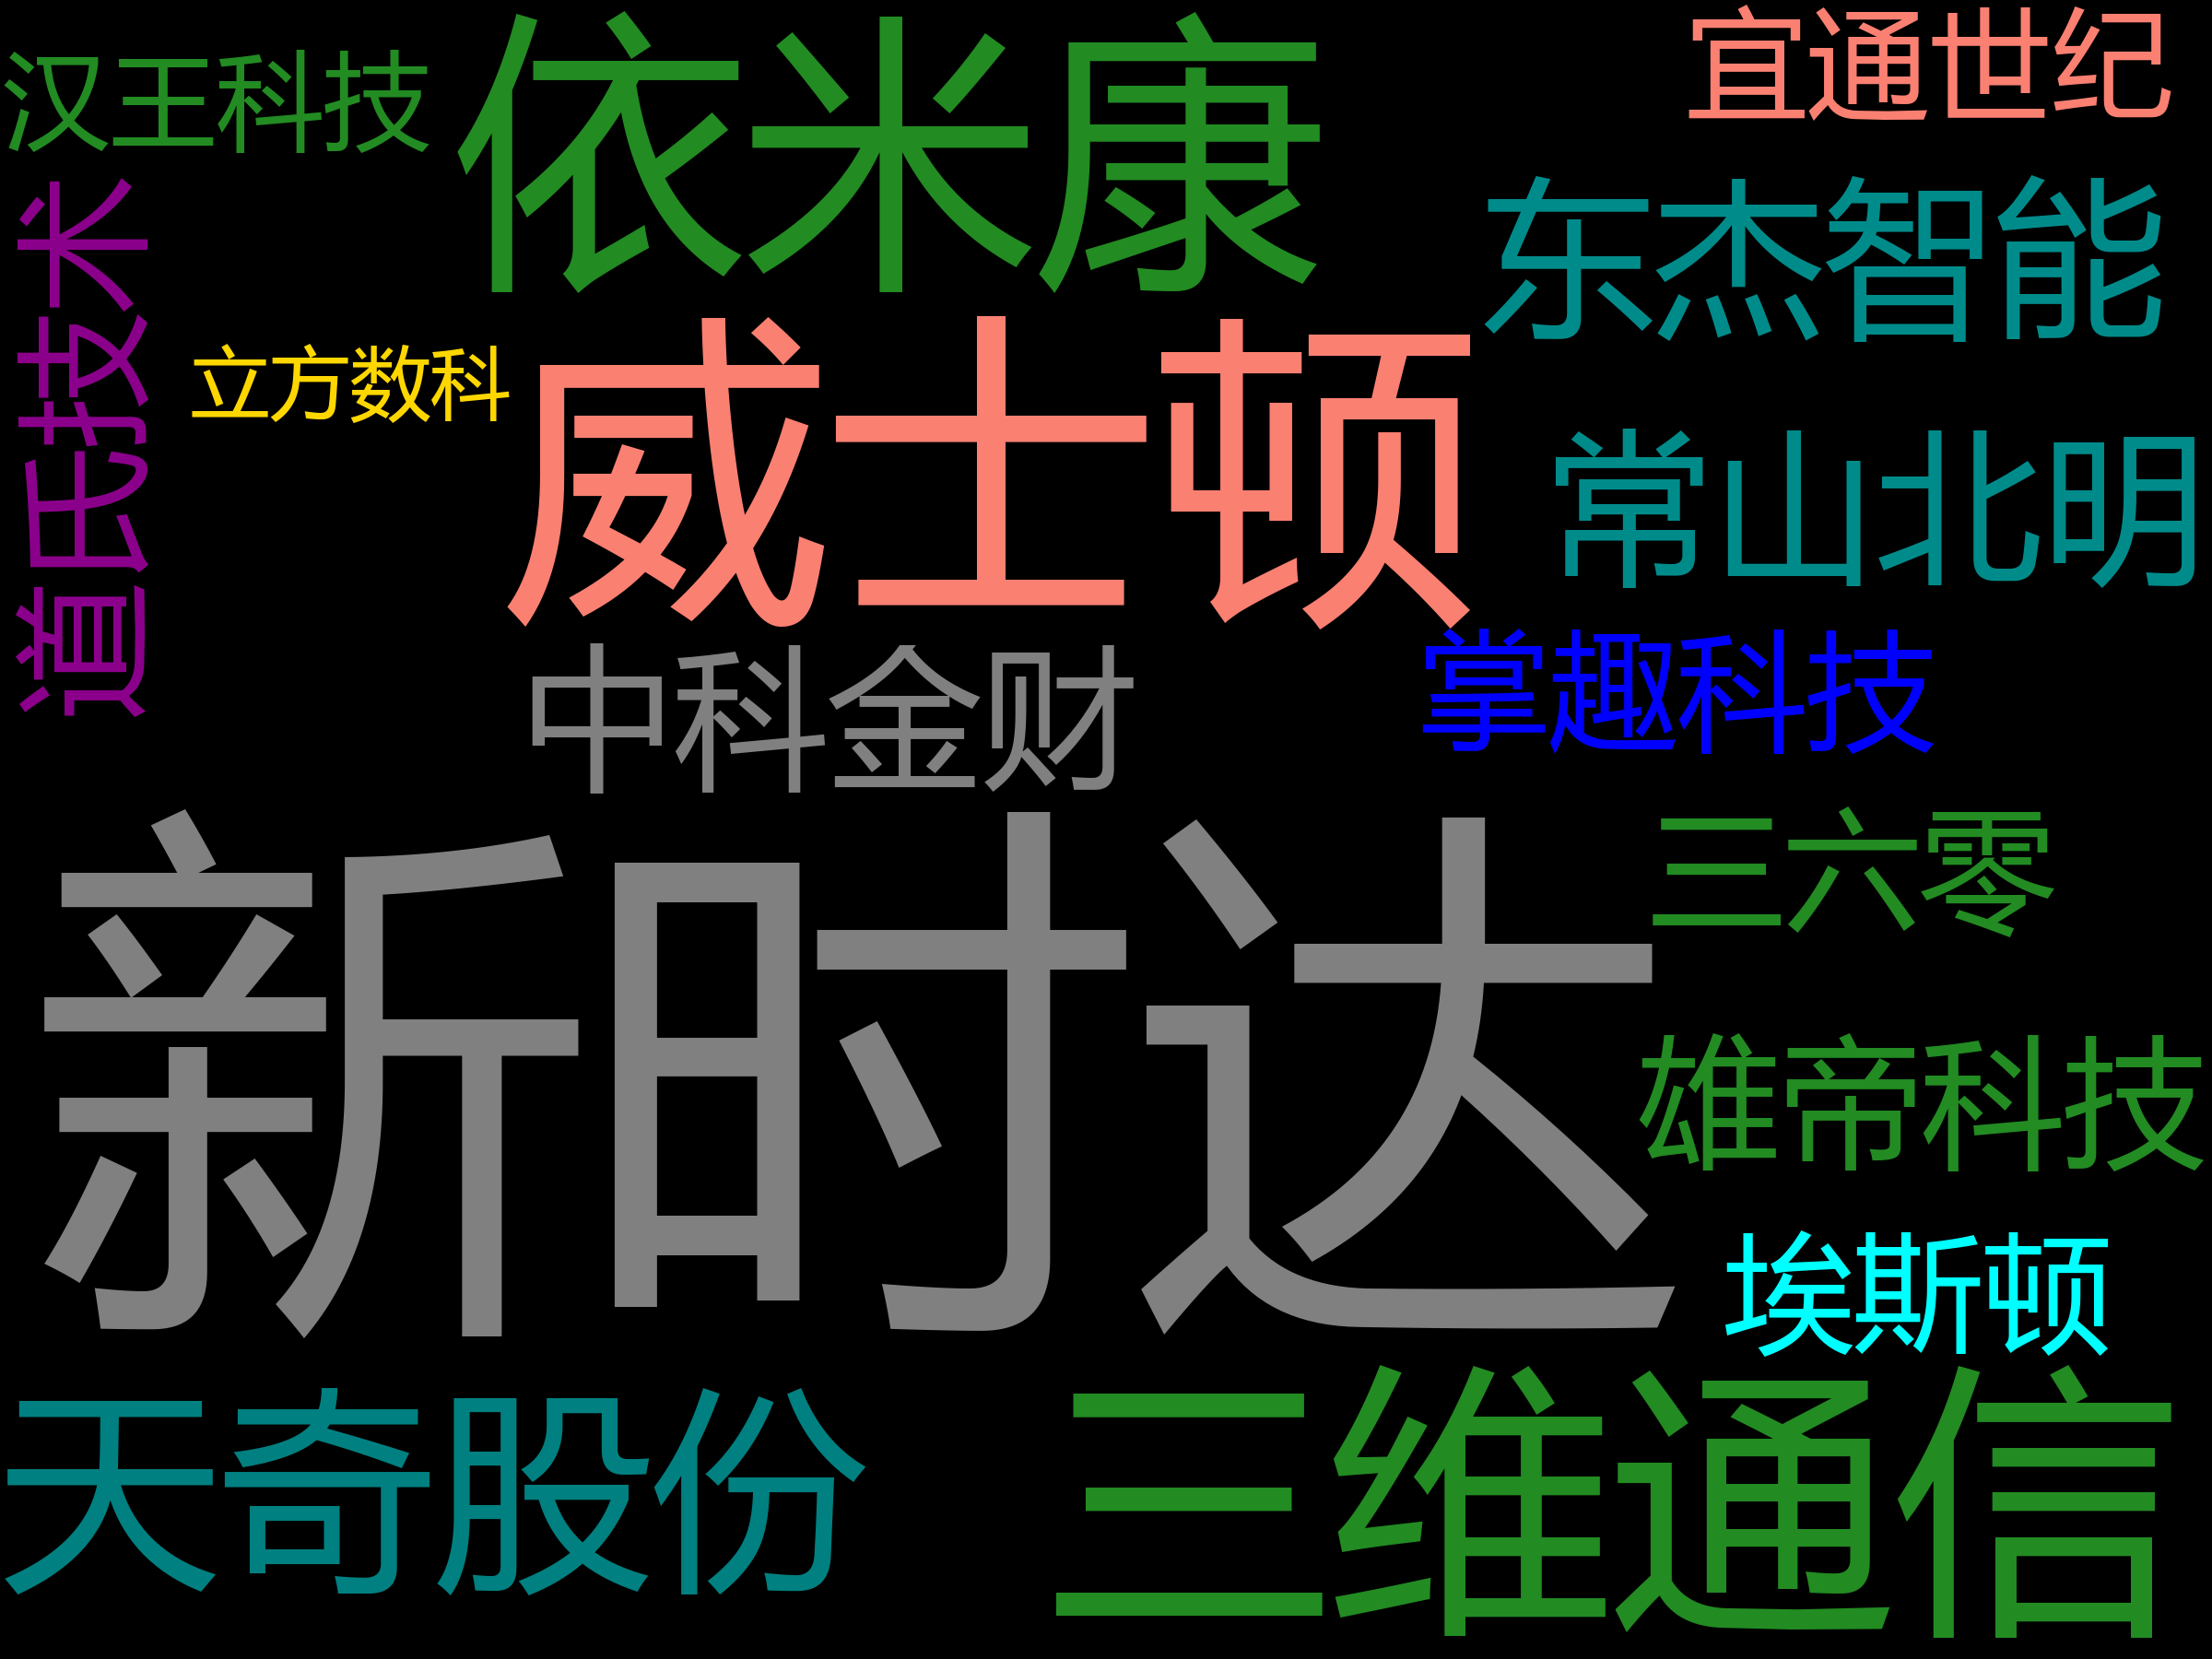 汉王科技
依米康
宜通世纪
东杰智能
道氏技术
立方数科
威士顿
常山北明
掌趣科技
中科金财
三六零
新时达
雄帝科技
埃斯顿
天奇股份
三维通信